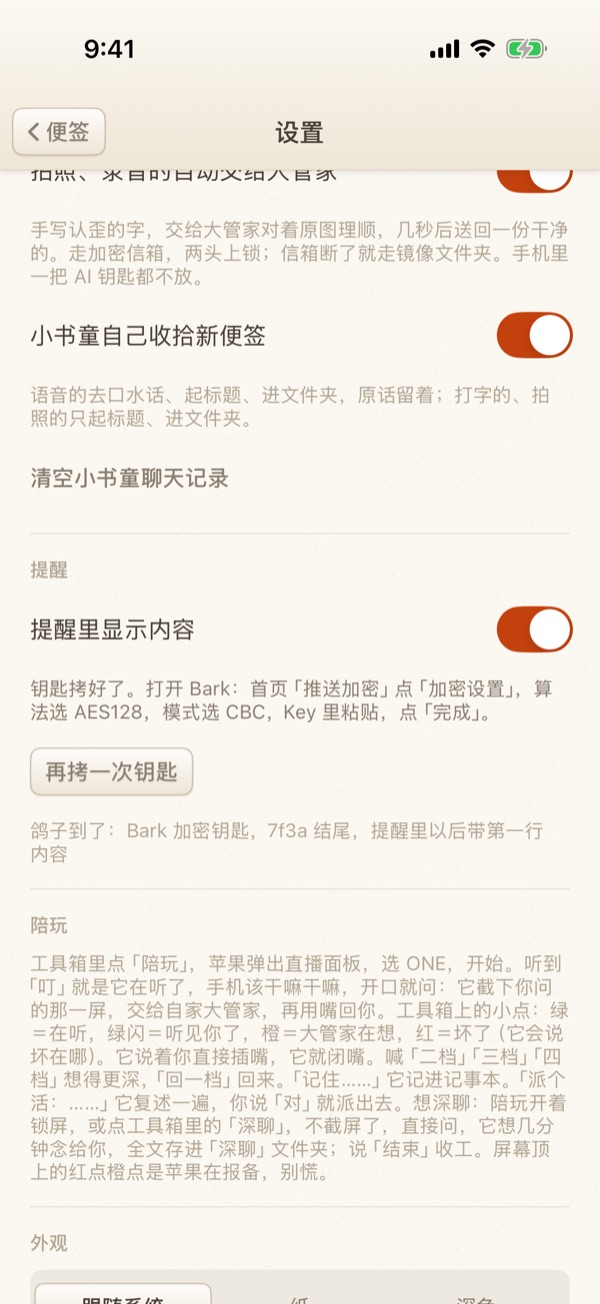 9:41
便签
设置
拍照、录音的自动交给大管家
手写认歪的字，交给大管家对着原图理顺，几秒后送回一份干净
的。走加密信箱，两头上锁；信箱断了就走镜像文件夹。手机里
一把 AI 钥匙都不放。
小书童自己收拾新便签
语音的去口水话、起标题、进文件夹，原话留着；打字的、拍
照的只起标题、进文件夹。
清空小书童聊天记录
提醒
提醒里显示内容
钥匙拷好了。打开 Bark：首页「推送加密」点「加密设置」，算
法选 AES128，模式选 CBC，Key 里粘贴，点「完成」。
再拷一次钥匙
鸽子到了：Bark 加密钥匙，7f3a 结尾，提醒里以后带第一行
内容
陪玩
工具箱里点「陪玩」，苹果弹出直播面板，选 ONE，开始。听到
「叮」就是它在听了，手机该干嘛干嘛，开口就问：它截下你问
的那一屏，交给自家大管家，再用嘴回你。工具箱上的小点：绿
＝在听，绿闪＝听见你了，橙＝大管家在想，红＝坏了（它会说
坏在哪）。它说着你直接插嘴，它就闭嘴。喊「二档」「三档」「四
档」想得更深，「回一档」回来。「记住……」它记进记事本。「派个
活：……」它复述一遍，你说「对」就派出去。想深聊：陪玩开着
锁屏，或点工具箱里的「深聊」，不截屏了，直接问，它想几分
钟念给你，全文存进「深聊」文件夹；说「结束」收工。屏幕顶
上的红点橙点是苹果在报备，别慌。
外观
跟随系统
纸
深色